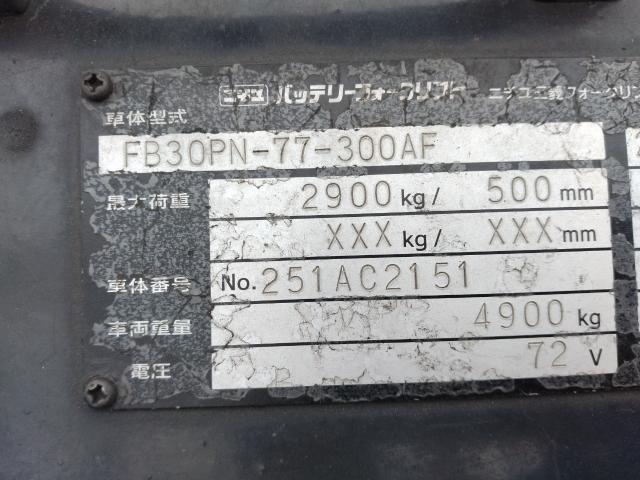 ニチユ バッテリーフォークリフト ニチユ三菱フォークリフ
車体型式
FB30PN-77-300AF
最大荷重 2900 kg/ 500 mm
XXX kg/ XXX mm
車体番号 No. 251AC2151
車両重量 4900 kg
電圧 72 V